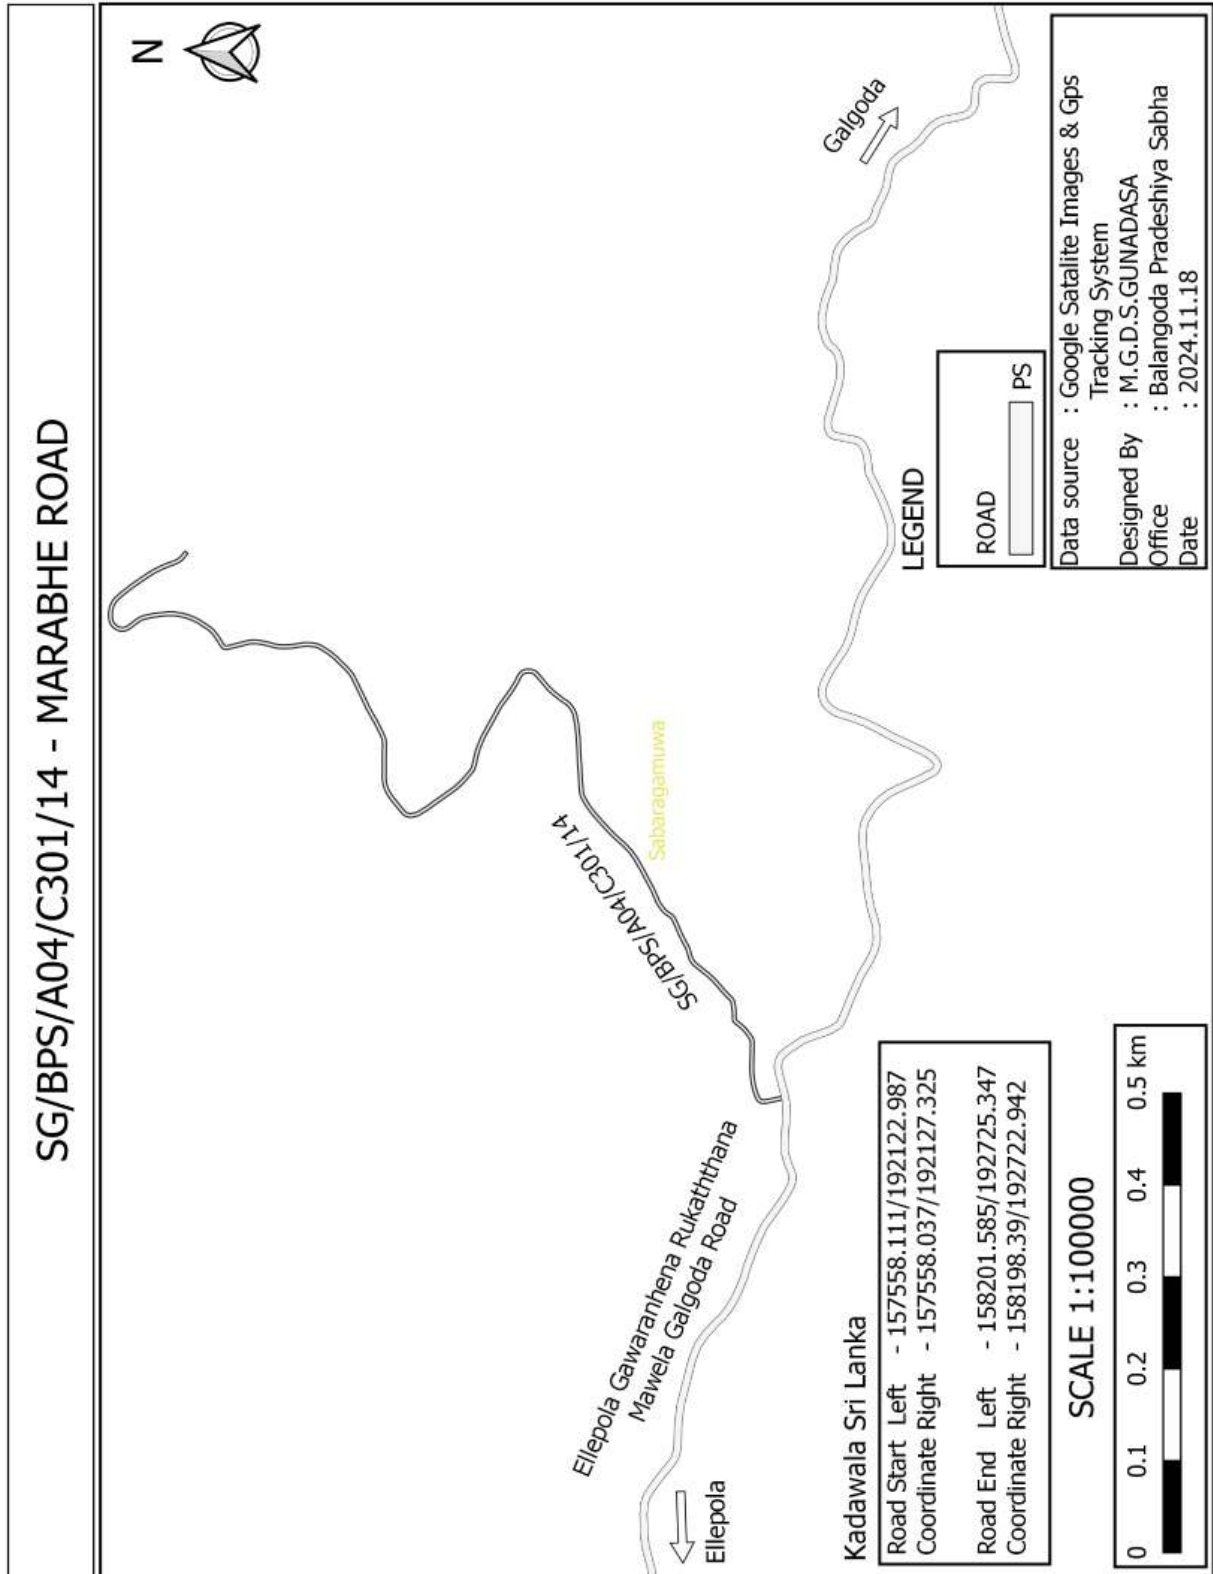 SG/BPS/A04/C301/14 - MARABHE ROAD
N
Galgoda
SG/BPS/A04/C301/14
Sabaragamuwa
Ellepola Gawaranhena Rukaththana
Mawela Galgoda Road
Ellepola
Kadawala Sri Lanka
Road Start Left - 157558.111/192122.987
Coordinate Right - 157558.037/192127.325
Road End Left - 158201.585/192725.347
Coordinate Right - 158198.39/192722.942
SCALE 1:100000
0 0.1 0.2 0.3 0.4 0.5 km
LEGEND
ROAD
PS
Data source : Google Satalite Images & Gps
Tracking System
Designed By : M.G.D.S.GUNADASA
Office : Balangoda Pradeshiya Sabha
Date : 2024.11.18